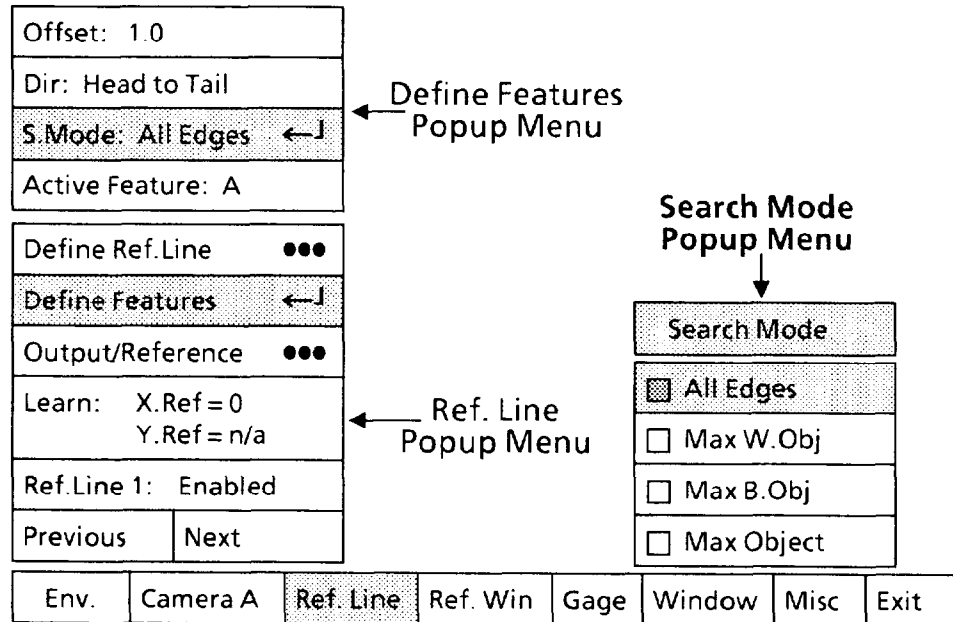 Offset: 1.0
Dir: Head to Tail
S.Mode: All Edges
Active Feature: A
Define Features
Popup Menu
Define Ref.Line
Define Features
Output/Reference
Learn: X.Ref = 0
Y.Ref = n/a
Ref.Line 1: Enabled
Previous Next
Ref. Line
Popup Menu
Search Mode
Popup Menu
Search Mode
All Edges
Max W.Obj
Max B.Obj
Max Object
Env. Camera A Ref. Line Ref. Win Gage Window Misc Exit